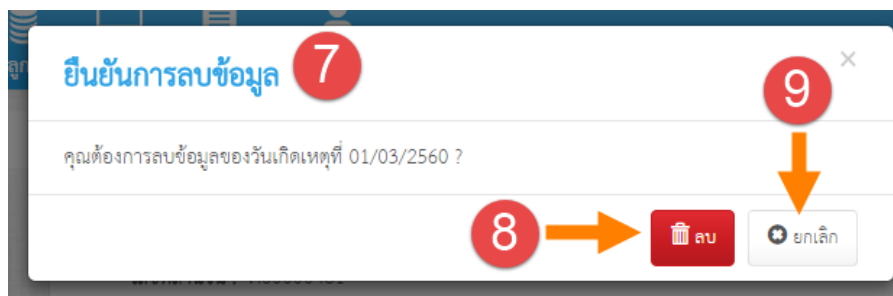 ยืนยันการลบข้อมูล 7
×
9
คุณต้องการลบข้อมูลของวันเกิดเหตุที่ 01/03/2560 ?
8
ลบ
ยกเลิก